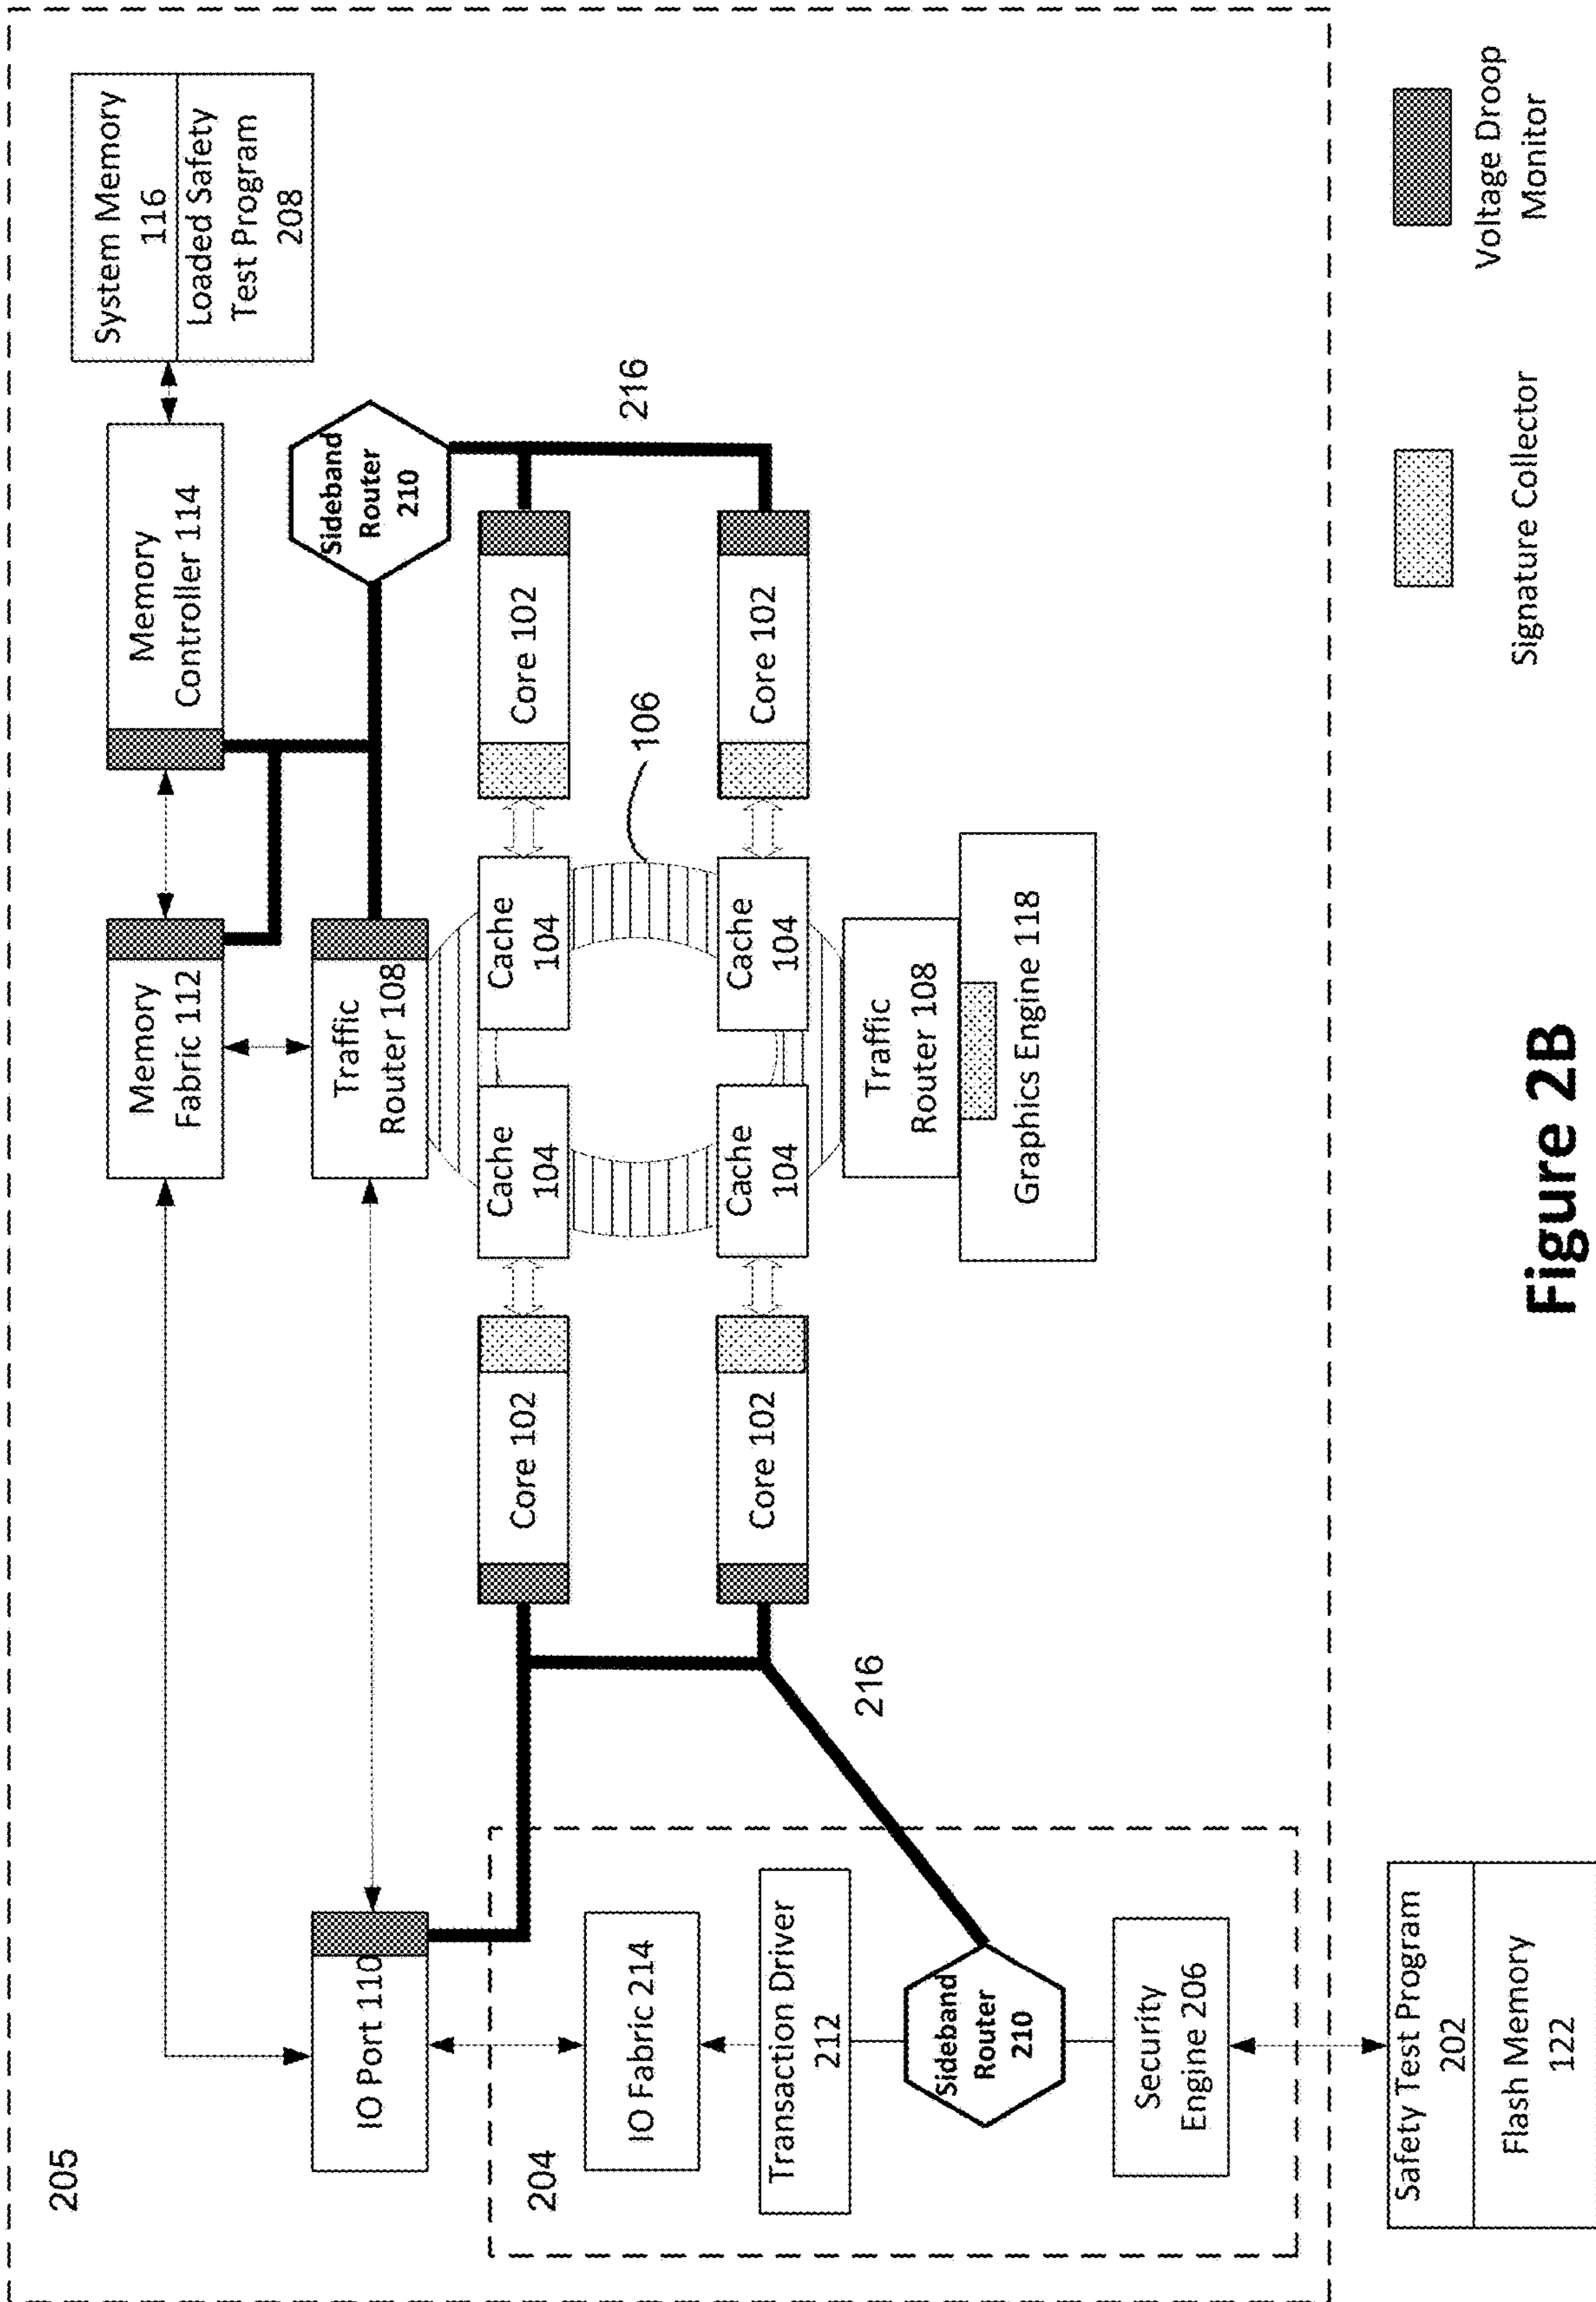 205
Memory
Fabric 112
Memory
Controller 114
System Memory
116
Loaded Safety
Test Program
208
IO Port 110
Traffic
Router 108
Sideband
Router
210
204
Core 102
Cache
104
Cache
104
Core 102
IO Fabric 214
106
216
Core 102
Cache
104
Cache
104
Core 102
Transaction Driver
212
216
Traffic
Router 108
Sideband
Router
210
Graphics Engine 118
Security
Engine 206
Safety Test Program
202
Flash Memory
122
Signature Collector
Voltage Droop
Monitor
Figure 2B